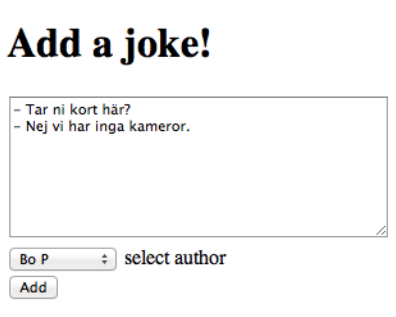 Add a joke!
– Tar ni kort här?
– Nej vi har inga kameror.
Bo P select author
Add